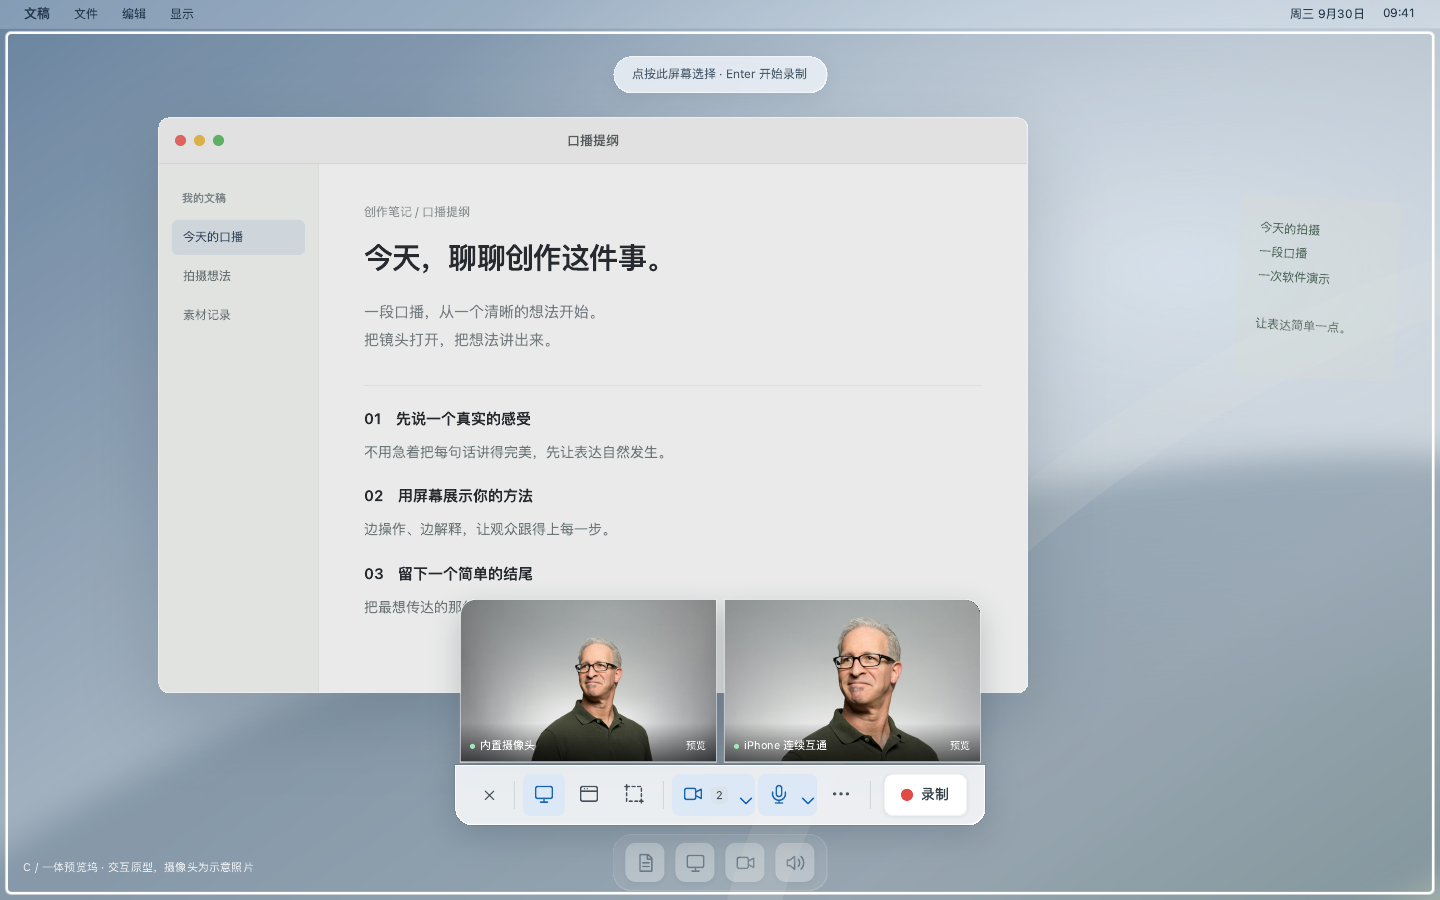 文稿 文件 编辑 显示 周三 9月30日 09:41
点按此屏幕选择 · Enter 开始录制
口播提纲
我的文稿
今天的口播
拍摄想法
素材记录
创作笔记 / 口播提纲
今天，聊聊创作这件事。
一段口播，从一个清晰的想法开始。
把镜头打开，把想法讲出来。
01 先说一个真实的感受
不用急着把每句话讲得完美，先让表达自然发生。
02 用屏幕展示你的方法
边操作、边解释，让观众跟得上每一步。
03 留下一个简单的结尾
把最想传达的那
今天的拍摄
一段口播
一次软件演示
让表达简单一点。
内置摄像头 预览
iPhone 连续互通 预览
2
录制
C / 一体预览坞 · 交互原型，摄像头为示意照片